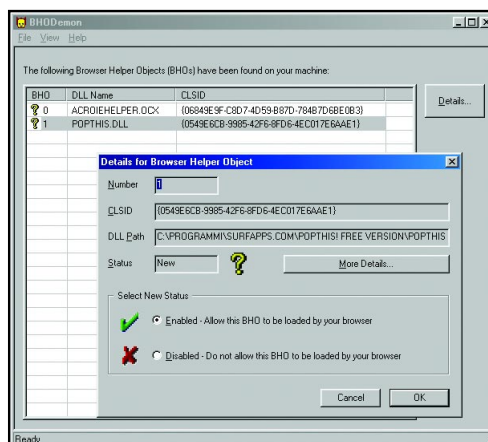 BHODemon
File View Help
The following Browser Helper Objects (BHOs) have been found on your machine:
BHO DLL Name CLSID
0 ACROIEHELPER.OCX {06849E9F-C8D7-4D59-B87D-784B7D6BE0B3}
1 POPTHIS.DLL {0549E6CB-9985-42F6-8FD6-4EC017E6AAE1}
Details...
Details for Browser Helper Object
Number 1
CLSID {0549E6CB-9985-42F6-8FD6-4EC017E6AAE1}
DLL Path C:\PROGRAMMI\SURFAPPS.COM\POPTHIS! FREE VERSION\POPTHIS
Status New More Details...
Select New Status
Enabled - Allow this BHO to be loaded by your browser
Disabled - Do not allow this BHO to be loaded by your browser
Cancel OK
Ready